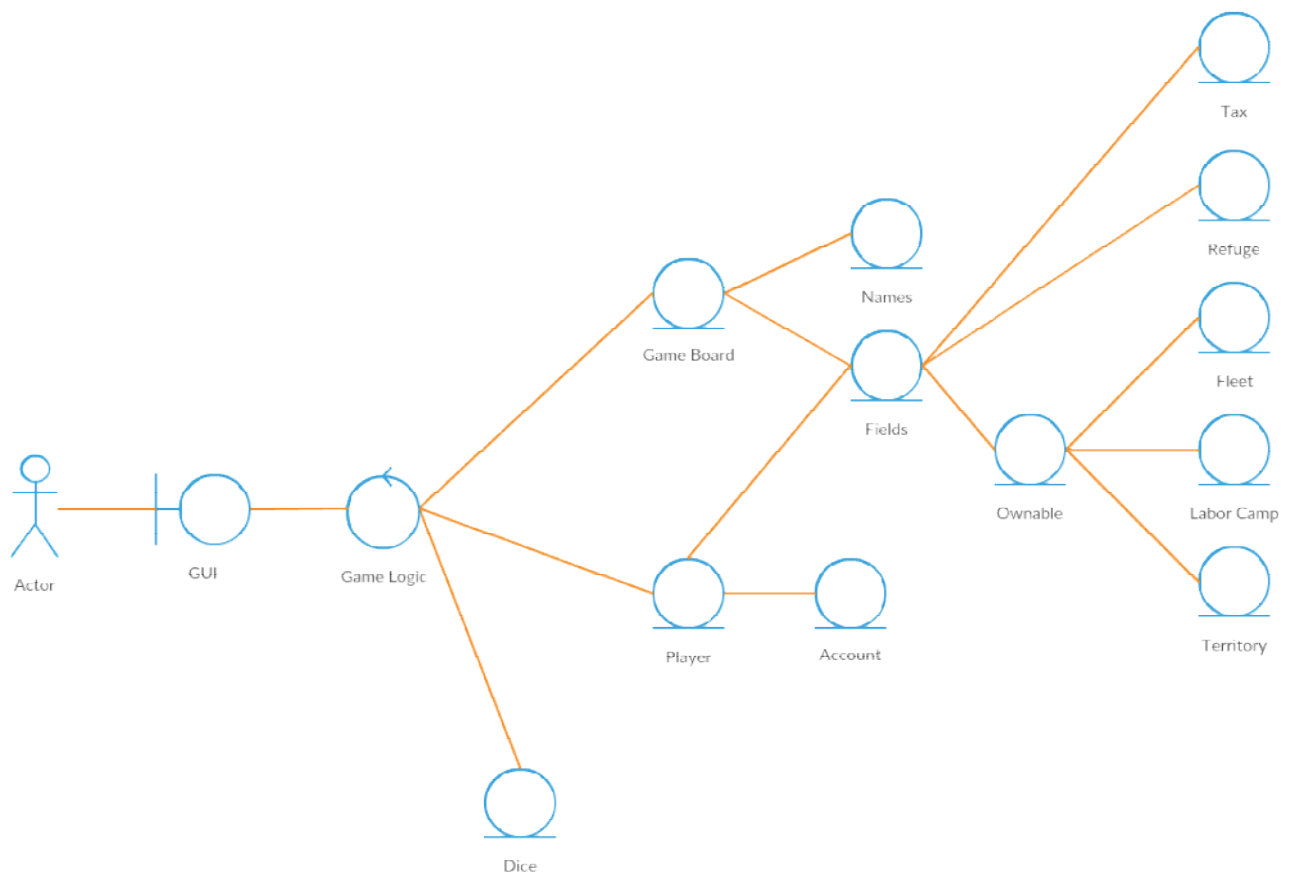 Tax
Refuge
Names
Game Board
Fleet
Fields
Ownable
Labor Camp
GUI
Game Logic
Actor
Player
Account
Territory
Dice